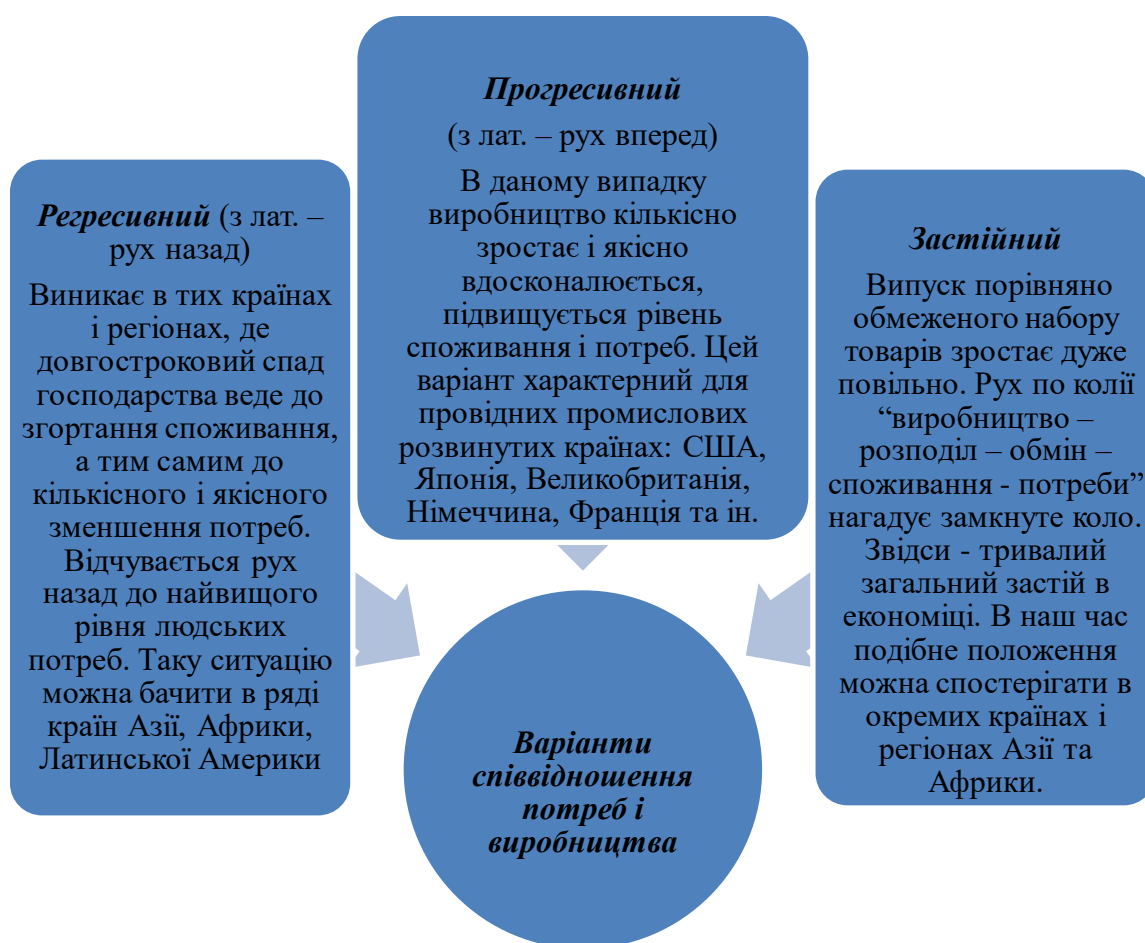 Регресивний (з лат. –
рух назад)
Виникає в тих країнах
і регіонах, де
довгостроковий спад
господарства веде до
згортання споживання,
а тим самим до
кількісного і якісного
зменшення потреб.
Відчувається рух
назад до найвищого
рівня людських
потреб. Таку ситуацію
можна бачити в ряді
країн Азії, Африки,
Латинської Америки
Прогресивний
(з лат. – рух вперед)
В даному випадку
виробництво кількісно
зростає і якісно
вдосконалюється,
підвищується рівень
споживання і потреб. Цей
варіант характерний для
провідних промислових
розвинутих країнах: США,
Японія, Великобританія,
Німеччина, Франція та ін.
Застійний
Випуск порівняно
обмеженого набору
товарів зростає дуже
повільно. Рух по колії
“виробництво –
розподіл – обмін –
споживання - потреби”
нагадує замкнуте коло.
Звідси - тривалий
загальний застій в
економіці. В наш час
подібне положення
можна спостерігати в
окремих країнах і
регіонах Азії та
Африки.
Варіанти
співвідношення
потреб і
виробництва